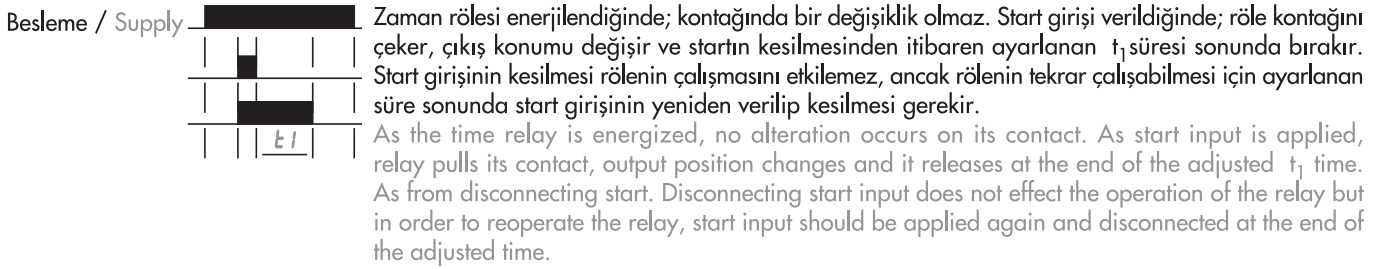 Besleme / Supply
t1
Zaman rölesi enerjilendiğinde; kontağında bir değişiklik olmaz. Start girişi verildiğinde; röle kontağını
çeker, çıkış konumu değişir ve startın kesilmesinden itibaren ayarlanan t₁süresi sonunda bırakır.
Start girişinin kesilmesi rölenin çalışmasını etkilemez, ancak rölenin tekrar çalışabilmesi için ayarlanan
süre sonunda start girişinin yeniden verilip kesilmesi gerekir.
As the time relay is energized, no alteration occurs on its contact. As start input is applied,
relay pulls its contact, output position changes and it releases at the end of the adjusted t₁ time.
As from disconnecting start. Disconnecting start input does not effect the operation of the relay but
in order to reoperate the relay, start input should be applied again and disconnected at the end of
the adjusted time.